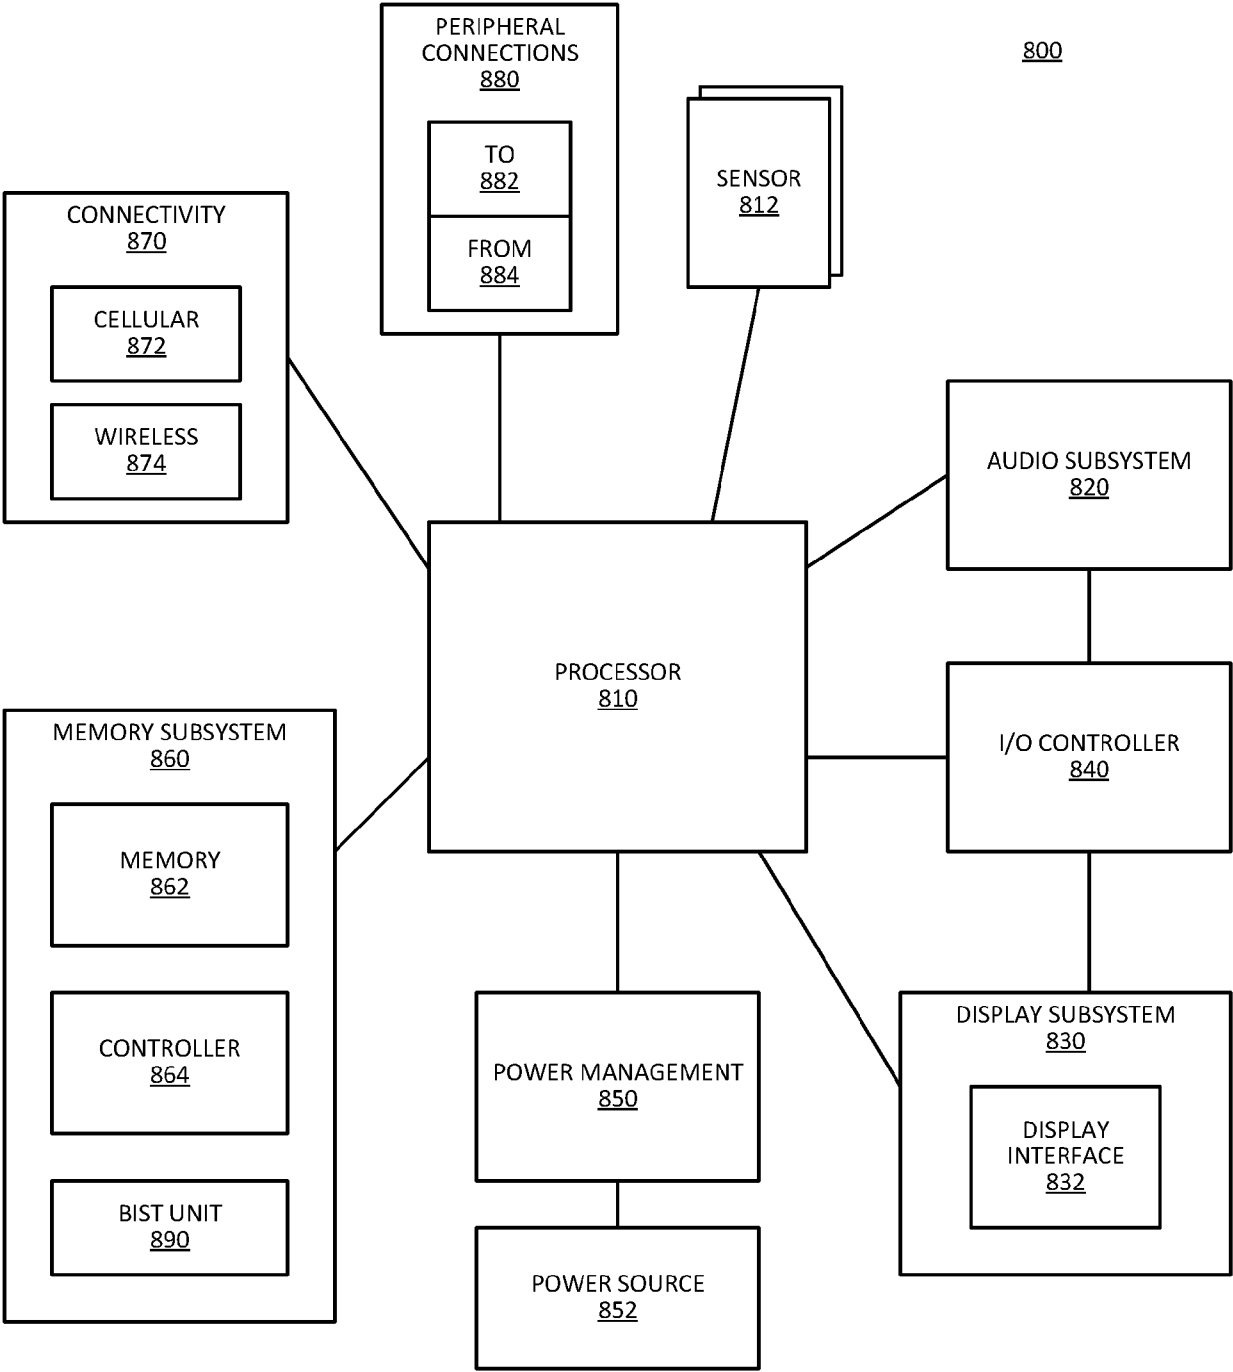 PERIPHERAL
CONNECTIONS
880
TO
882
FROM
884
800
SENSOR
812
CONNECTIVITY
870
CELLULAR
872
WIRELESS
874
AUDIO SUBSYSTEM
820
PROCESSOR
810
I/O CONTROLLER
840
MEMORY SUBSYSTEM
860
MEMORY
862
CONTROLLER
864
BIST UNIT
890
POWER MANAGEMENT
850
POWER SOURCE
852
DISPLAY SUBSYSTEM
830
DISPLAY
INTERFACE
832